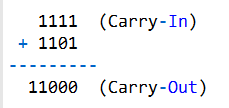 1111 (Carry-In)
+ 1101
---------
11000 (Carry-Out)